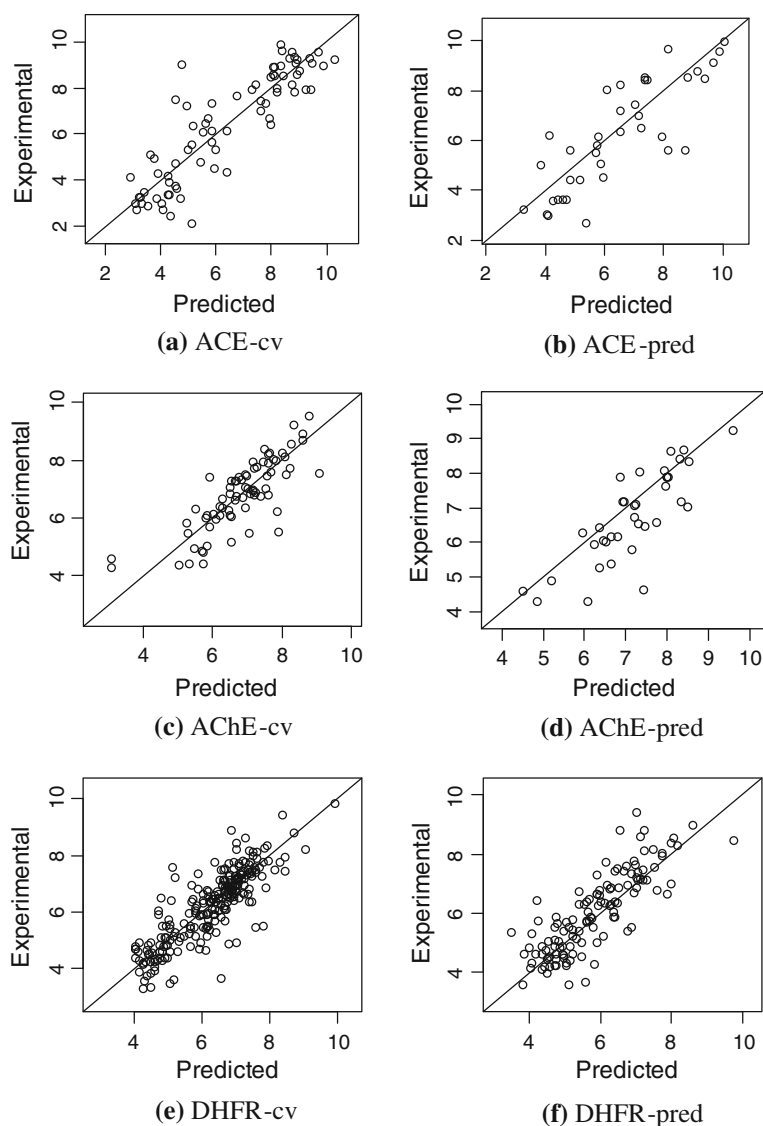 10
8
6
4
2
Experimental
2 4 6 8 10
Predicted
(a) ACE-cv
10
8
6
4
2
Experimental
2 4 6 8 10
Predicted
(b) ACE-pred
10
8
6
4
Experimental
4 6 8 10
Predicted
(c) AChE-cv
10
9
8
7
6
5
4
Experimental
4 5 6 7 8 9 10
Predicted
(d) AChE-pred
10
8
6
4
Experimental
4 6 8 10
Predicted
(e) DHFR-cv
10
8
6
4
Experimental
4 6 8 10
Predicted
(f) DHFR-pred